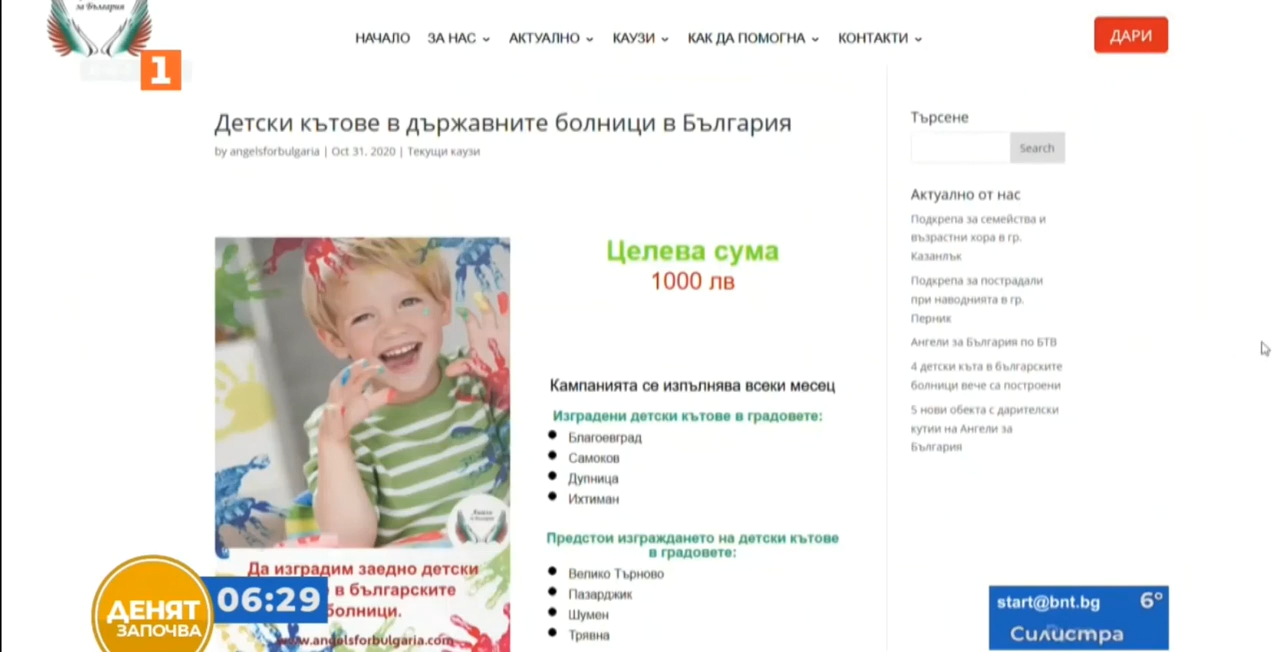 за България
1
НАЧАЛО ЗА НАС АКТУАЛНО КАУЗИ КАК ДА ПОМОГНА КОНТАКТИ
ДАРИ
Детски кътове в държавните болници в България
by angelsforbulgaria | Oct 31, 2020 | Текущи каузи
Целева сума
1000 лв
Кампанията се изпълнява всеки месец
Изградени детски кътове в градовете:
Благоевград
Самоков
Дупница
Ихтиман
Предстои изграждането на детски кътове
в градовете:
Велико Търново
Пазарджик
Шумен
Трявна
Да изградим заедно детски
в българските
болници.
www.angelsforbulgaria.com
Търсене
Search
Актуално от нас
Подкрепа за семейства и
възрастни хора в гр.
Казанлък
Подкрепа за пострадали
при наводнията в гр.
Перник
Ангели за България по БТВ
4 детски къта в българските
болници вече са построени
5 нови обекта с дарителски
кутии на Ангели за
България
ДЕНЯТ
ЗАПОЧВА
06:29
start@bnt.bg 6°
Силистра